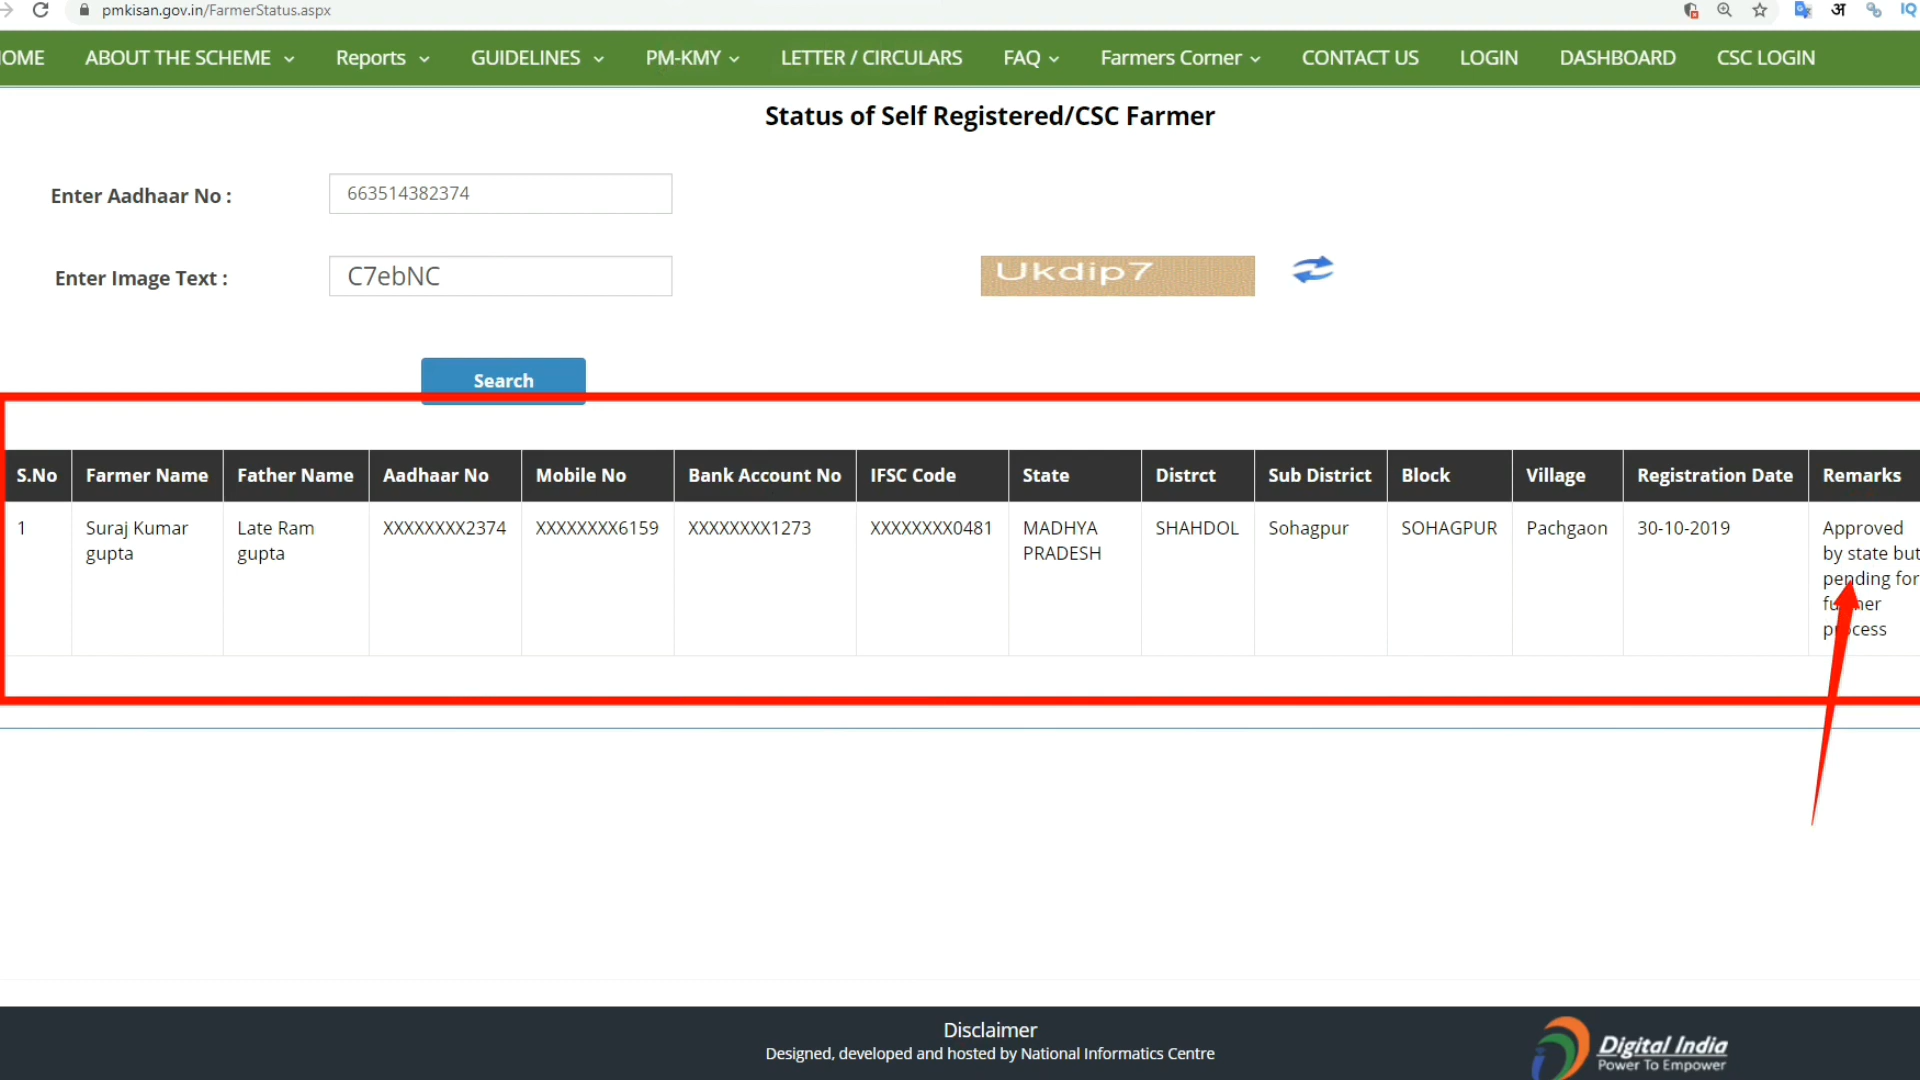 pmkisan.gov.in/FarmerStatus.aspx
अ IQ
OME ABOUT THE SCHEME Reports GUIDELINES PM-KMY LETTER / CIRCULARS FAQ Farmers Corner CONTACT US LOGIN DASHBOARD CSC LOGIN
Status of Self Registered/CSC Farmer
Enter Aadhaar No : 663514382374
Enter Image Text : C7ebNC Ukdip7
Search
S.No Farmer Name Father Name Aadhaar No Mobile No Bank Account No IFSC Code State Distrct Sub District Block Village Registration Date Remarks
1 Suraj Kumar Late Ram XXXXXXXX2374 XXXXXXXX6159 XXXXXXXX1273 XXXXXXXX0481 MADHYA SHAHDOL Sohagpur SOHAGPUR Pachgaon 30-10-2019 Approved
gupta gupta PRADESH by state but
pending for
further
process
Disclaimer
Designed, developed and hosted by National Informatics Centre
Digital India
Power To Empower